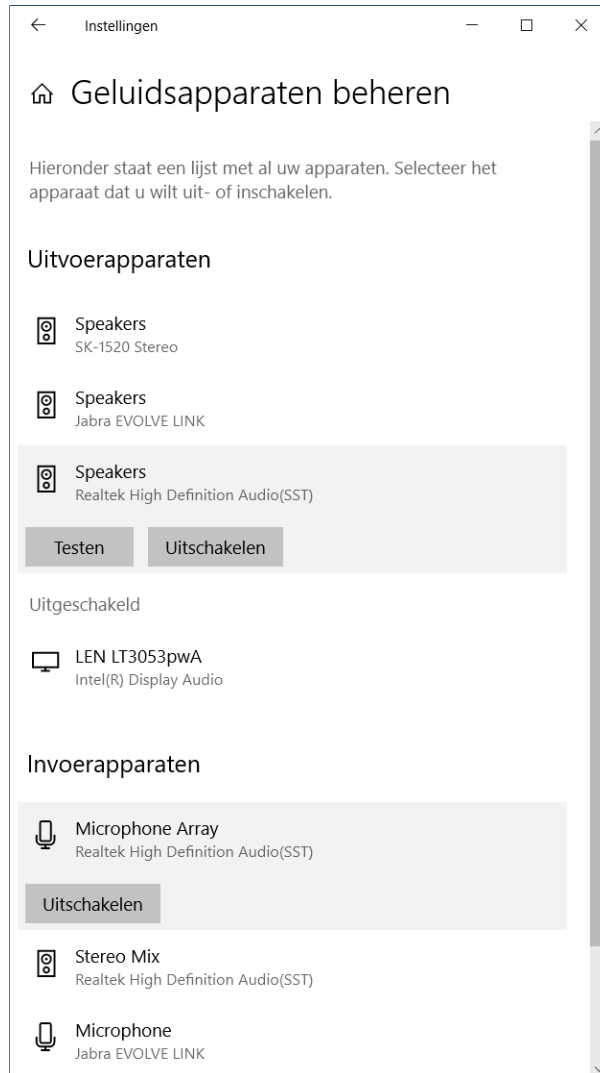 Instellingen
Geluidsapparaten beheren
Hieronder staat een lijst met al uw apparaten. Selecteer het
apparaat dat u wilt uit- of inschakelen.
Uitvoerapparaten
Speakers
SK-1520 Stereo
Speakers
Jabra EVOLVE LINK
Speakers
Realtek High Definition Audio(SST)
Testen Uitschakelen
Uitgeschakeld
LEN LT3053pwA
Intel(R) Display Audio
Invoerapparaten
Microphone Array
Realtek High Definition Audio(SST)
Uitschakelen
Stereo Mix
Realtek High Definition Audio(SST)
Microphone
Jabra EVOLVE LINK